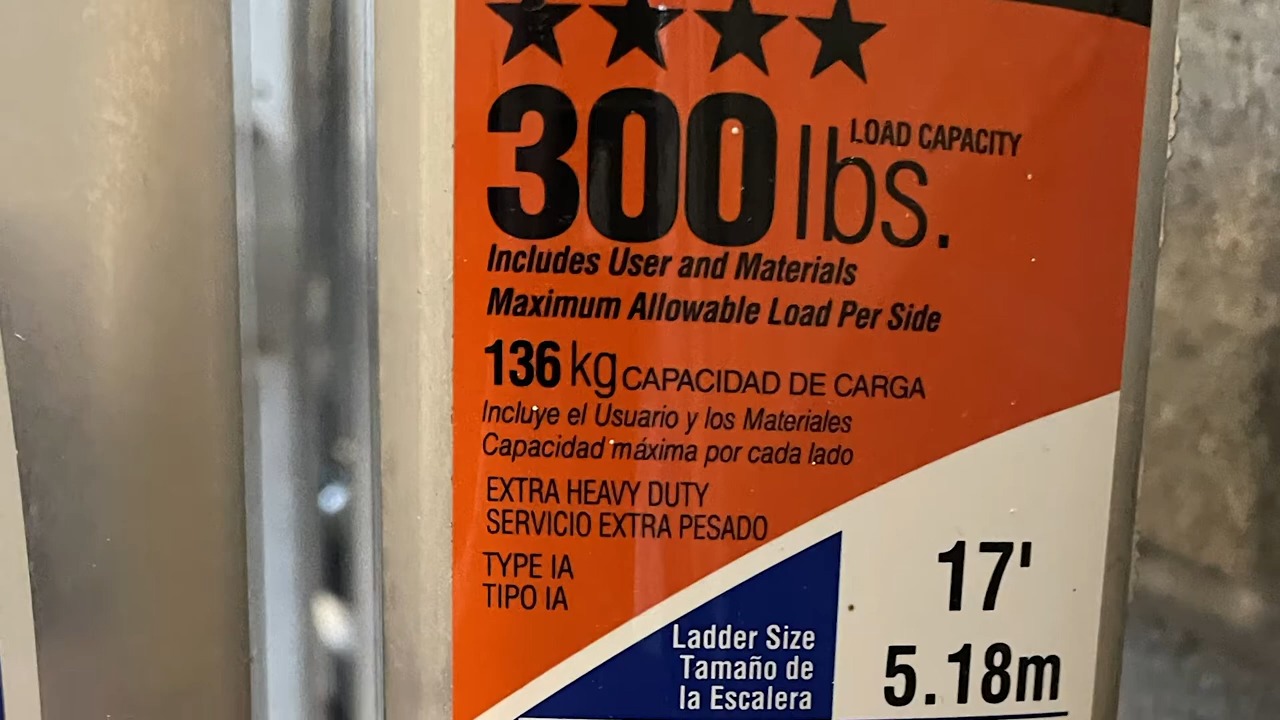 LOAD CAPACITY
300 lbs.
Includes User and Materials
Maximum Allowable Load Per Side
136 kg CAPACIDAD DE CARGA
Incluye el Usuario y los Materiales
Capacidad máxima por cada lado
EXTRA HEAVY DUTY
SERVICIO EXTRA PESADO
TYPE IA
TIPO IA
Ladder Size
Tamaño de
la Escalera
17'
5.18m